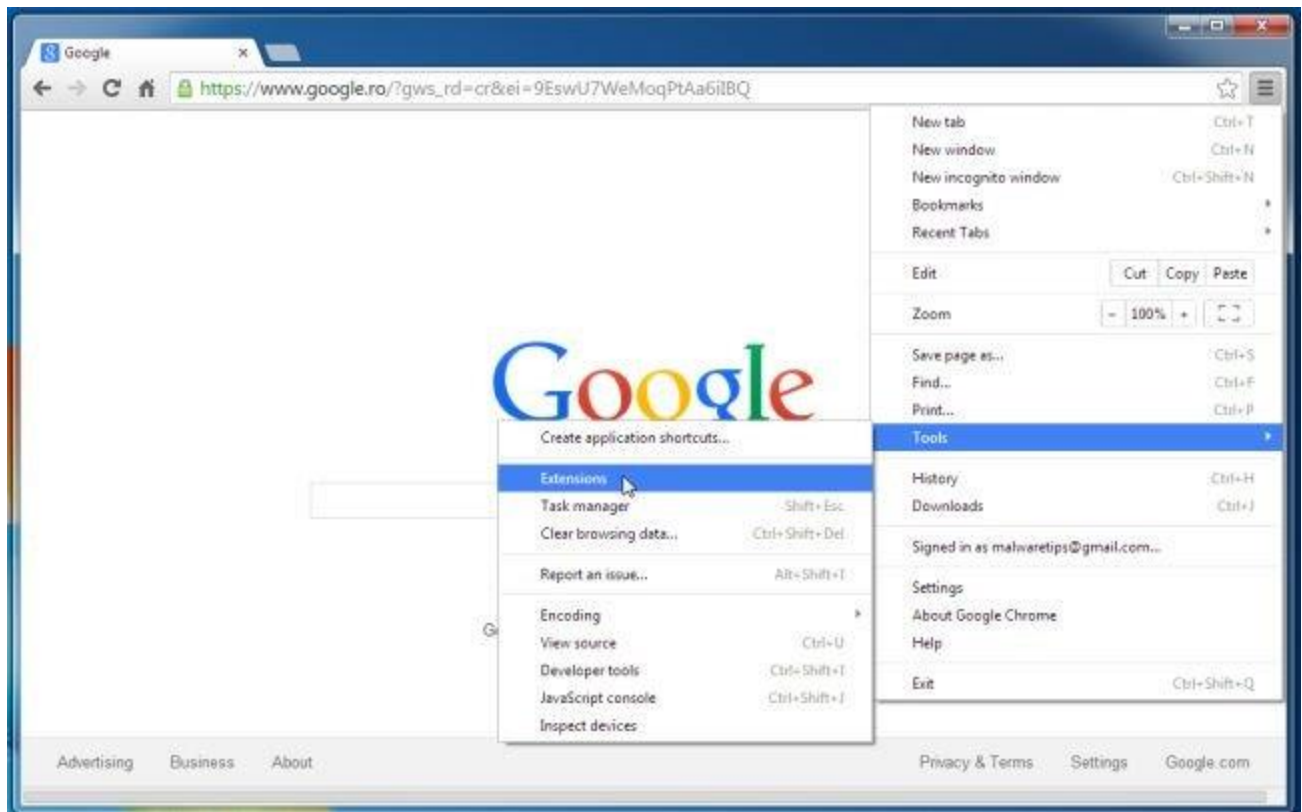 Google
https://www.google.ro/?gws_rd=cr&ei=9EswU7WeMoqPtAa6iIBQ
New tab Ctrl+T
New window Ctrl+N
New incognito window Ctrl+Shift+N
Bookmarks
Recent Tabs
Edit Cut Copy Paste
Zoom - 100% +
Save page as... Ctrl+S
Find... Ctrl+F
Print... Ctrl+P
Tools
History Ctrl+H
Downloads Ctrl+J
Signed in as malwaretips@gmail.com...
Settings
About Google Chrome
Help
Exit Ctrl+Shift+Q
Google
Create application shortcuts...
Extensions
Task manager Shift+Esc
Clear browsing data... Ctrl+Shift+Del
Report an issue... Alt+Shift+I
Encoding
View source Ctrl+U
Developer tools Ctrl+Shift+I
JavaScript console Ctrl+Shift+J
Inspect devices
Advertising Business About Privacy & Terms Settings Google.com